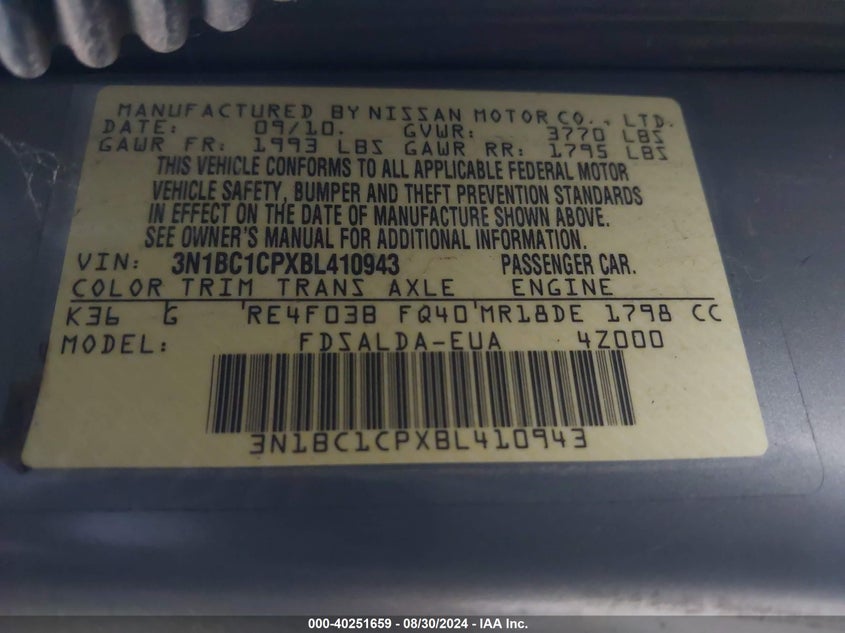 MANUFACTURED BY NISSAN MOTOR CO., LTD.
DATE: 09/10. GVWR: 3770 LBS
GAWR FR: 1993 LBS GAWR RR: 1795 LBS
THIS VEHICLE CONFORMS TO ALL APPLICABLE FEDERAL MOTOR
VEHICLE SAFETY, BUMPER AND THEFT PREVENTION STANDARDS
IN EFFECT ON THE DATE OF MANUFACTURE SHOWN ABOVE.
SEE OWNER'S MANUAL FOR ADDITIONAL INFORMATION.
VIN: 3N1BC1CPXBL410943 PASSENGER CAR.
COLOR TRIM TRANS AXLE ENGINE
K36 G RE4F03B FQ40 MR18DE 1798 CC
MODEL: FDSALDA-EUA 4Z000
3N1BC1CPXBL410943
000-40251659 - 08/30/2024 - IAA Inc.